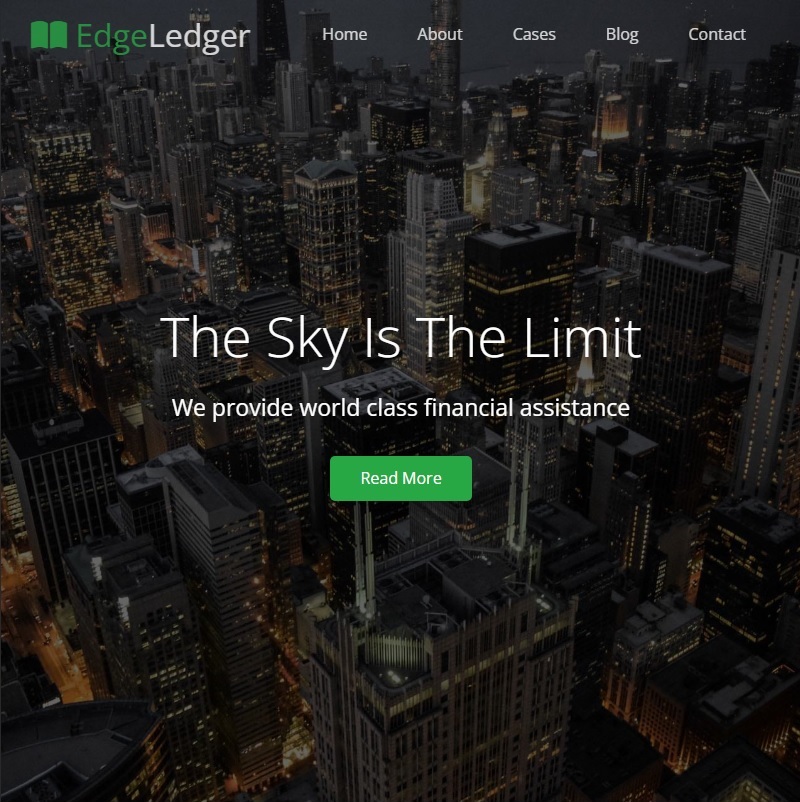 EdgeLedger
Home About Cases Blog Contact
The Sky Is The Limit
We provide world class financial assistance
Read More